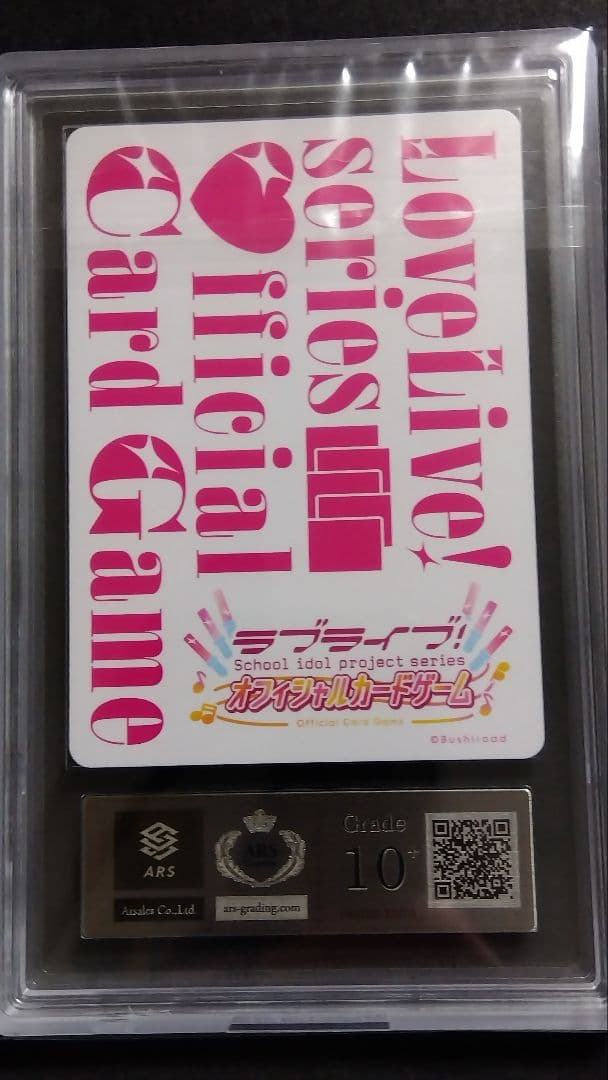 LoveLive!
series
Official
Card Game
ラブライブ!
School idol project series
オフィシャルカードゲーム
Official Card Game
©Bushiroad
ARS
Arsales Co.,Ltd.
ARS
ars-grading.com
Grade
10+